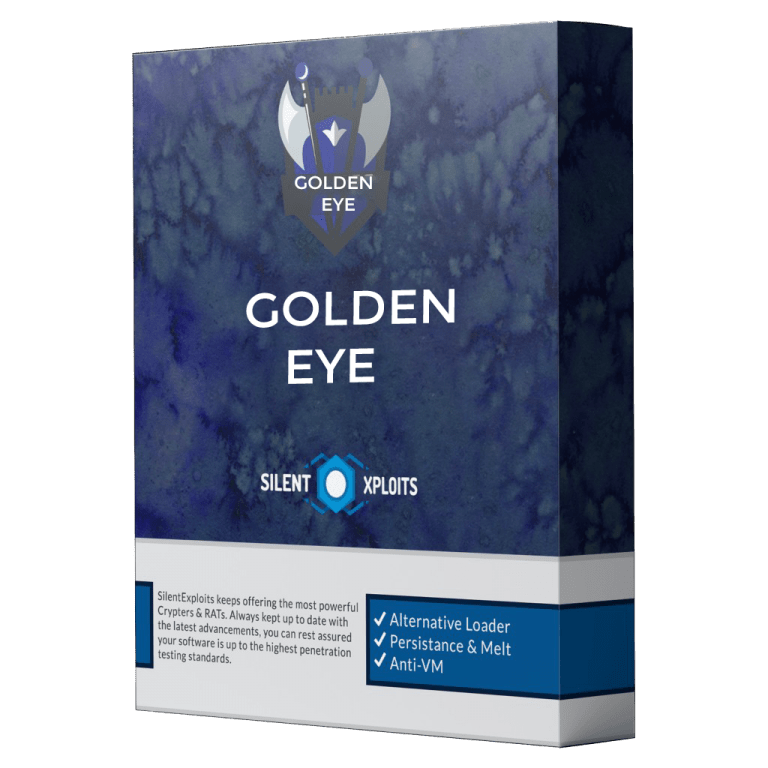 GOLDEN
EYE
GOLDEN
EYE
SILENT XPLOITS
SilentExploits keeps offering the most powerful
Crypters & RATs. Always kept up to date with
the latest advancements, you can rest assured
your software is up to the highest penetration
testing standards.
✓ Alternative Loader
✓ Persistance & Melt
✓ Anti-VM